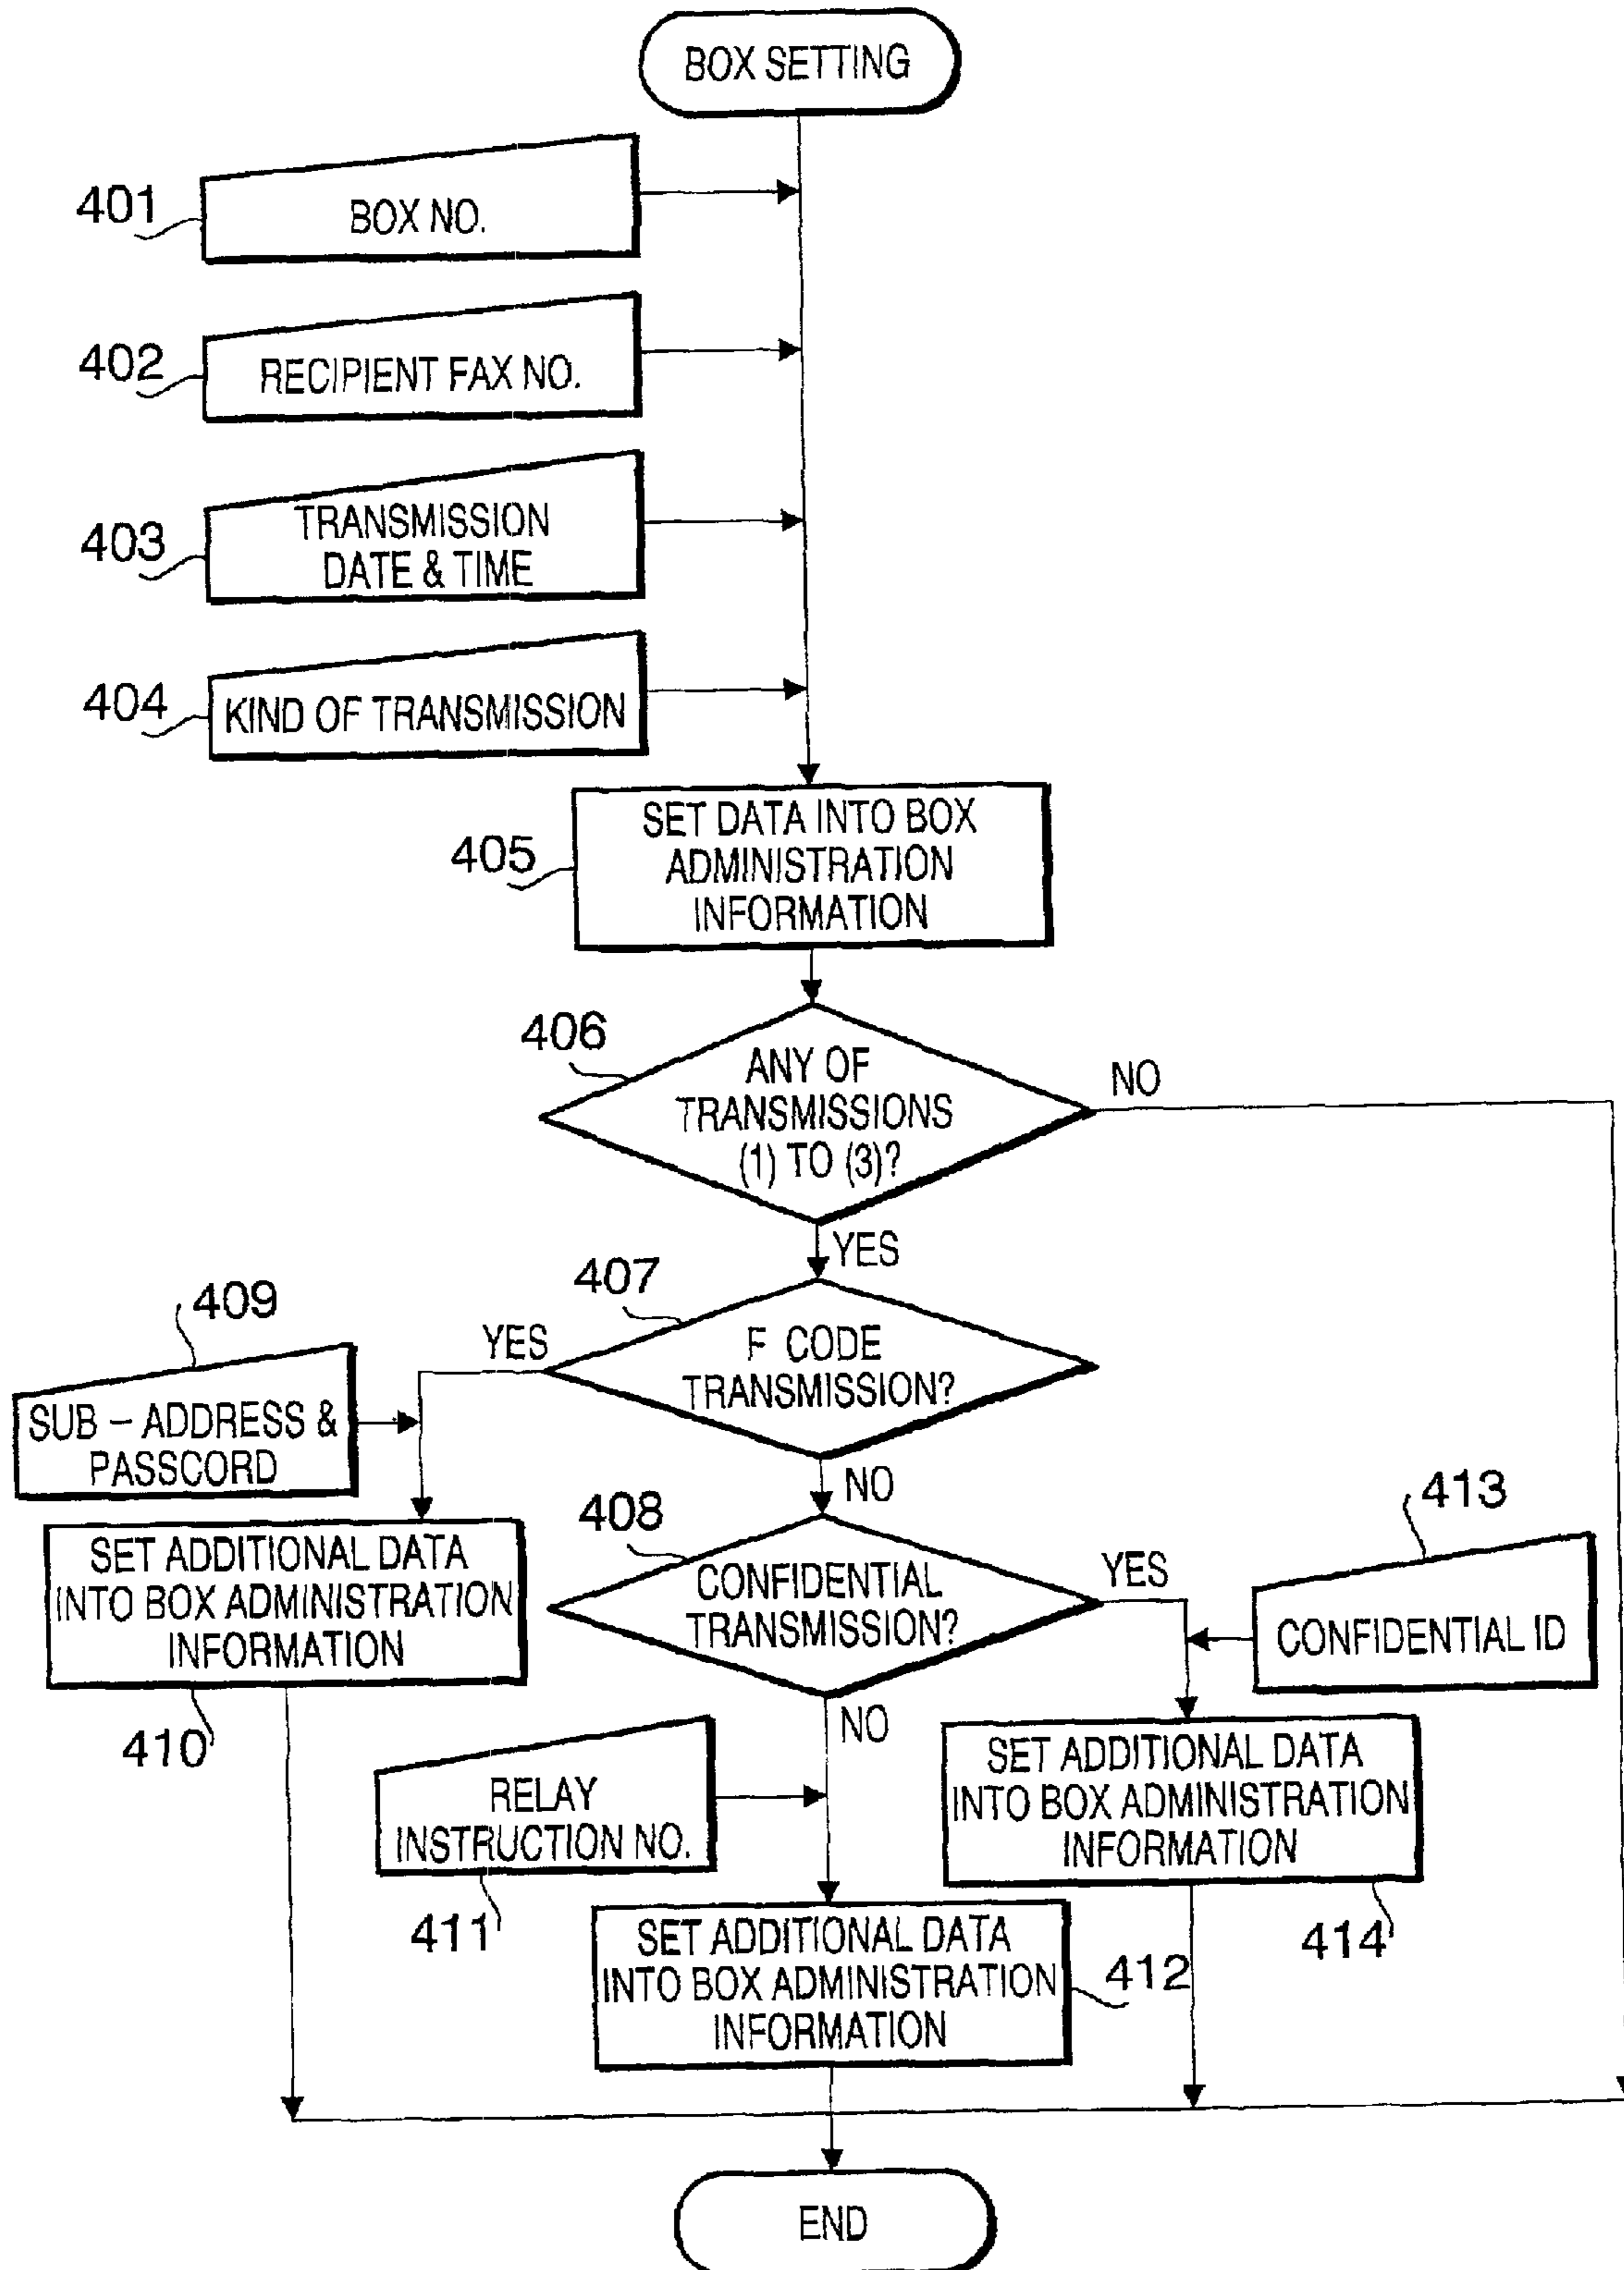 BOX SETTING
401
BOX NO.
402
RECIPIENT FAX NO.
403
TRANSMISSION
DATE & TIME
404
KIND OF TRANSMISSION
405
SET DATA INTO BOX
ADMINISTRATION
INFORMATION
406
ANY OF
TRANSMISSIONS
(1) TO (3)?
NO
YES
407
F CODE
TRANSMISSION?
YES
409
SUB – ADDRESS &
PASSCORD
NO
408
CONFIDENTIAL
TRANSMISSION?
YES
413
CONFIDENTIAL ID
SET ADDITIONAL DATA
INTO BOX ADMINISTRATION
INFORMATION
410
NO
RELAY
INSTRUCTION NO.
411
SET ADDITIONAL DATA
INTO BOX ADMINISTRATION
INFORMATION
414
SET ADDITIONAL DATA
INTO BOX ADMINISTRATION
INFORMATION
412
END